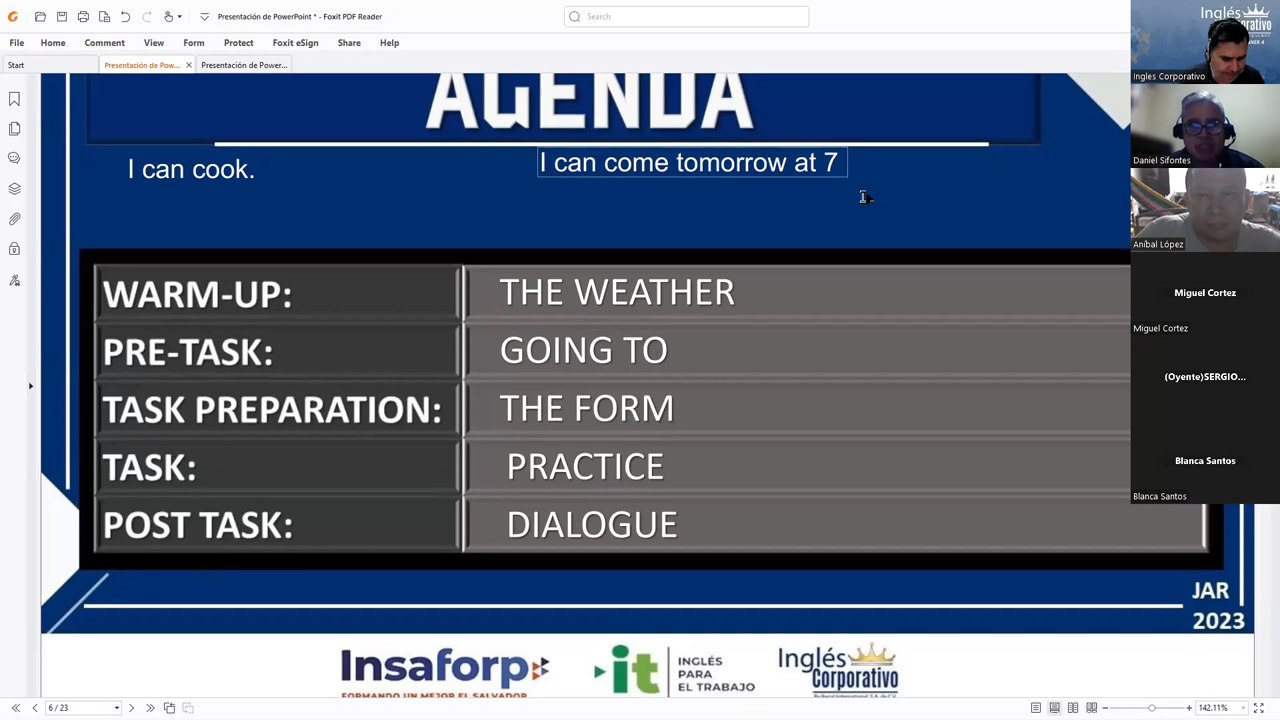 Presentación de PowerPoint * - Foxit PDF Reader
Search
File Home Comment View Form Protect Foxit eSign Share Help
Start Presentación de Pow... Presentación de Power...
AGENDA
I can cook.
I can come tomorrow at 7
WARM-UP: THE WEATHER
PRE-TASK: GOING TO
TASK PREPARATION: THE FORM
TASK: PRACTICE
POST TASK: DIALOGUE
JAR
2023
Insaforp
FORMANDO UN MEJOR EL SALVADOR
it
INGLÉS
PARA
EL TRABAJO
Inglés
Corporativo
6 / 23
142.11%
Inglés
Ingles Corporativo
Daniel Sifontes
Aníbal López
Miguel Cortez
Miguel Cortez
(Oyente)SERGIO...
Blanca Santos
Blanca Santos